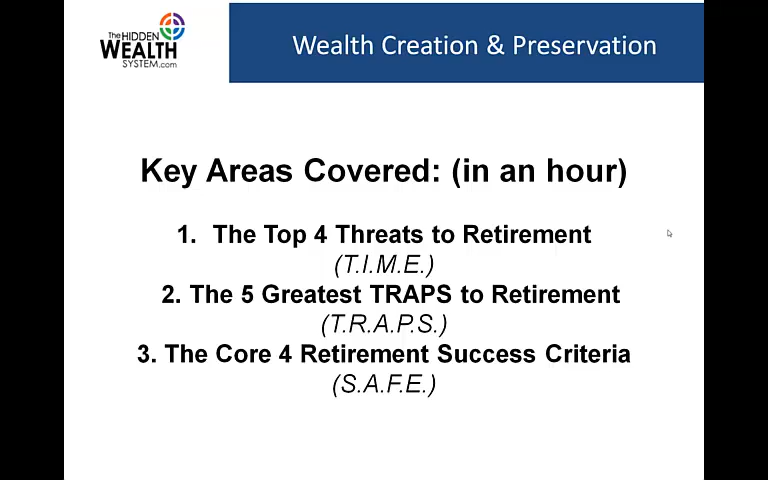 The HIDDEN
WEALTH
SYSTEM.com
Wealth Creation & Preservation
Key Areas Covered: (in an hour)
1. The Top 4 Threats to Retirement
(T.I.M.E.)
2. The 5 Greatest TRAPS to Retirement
(T.R.A.P.S.)
3. The Core 4 Retirement Success Criteria
(S.A.F.E.)